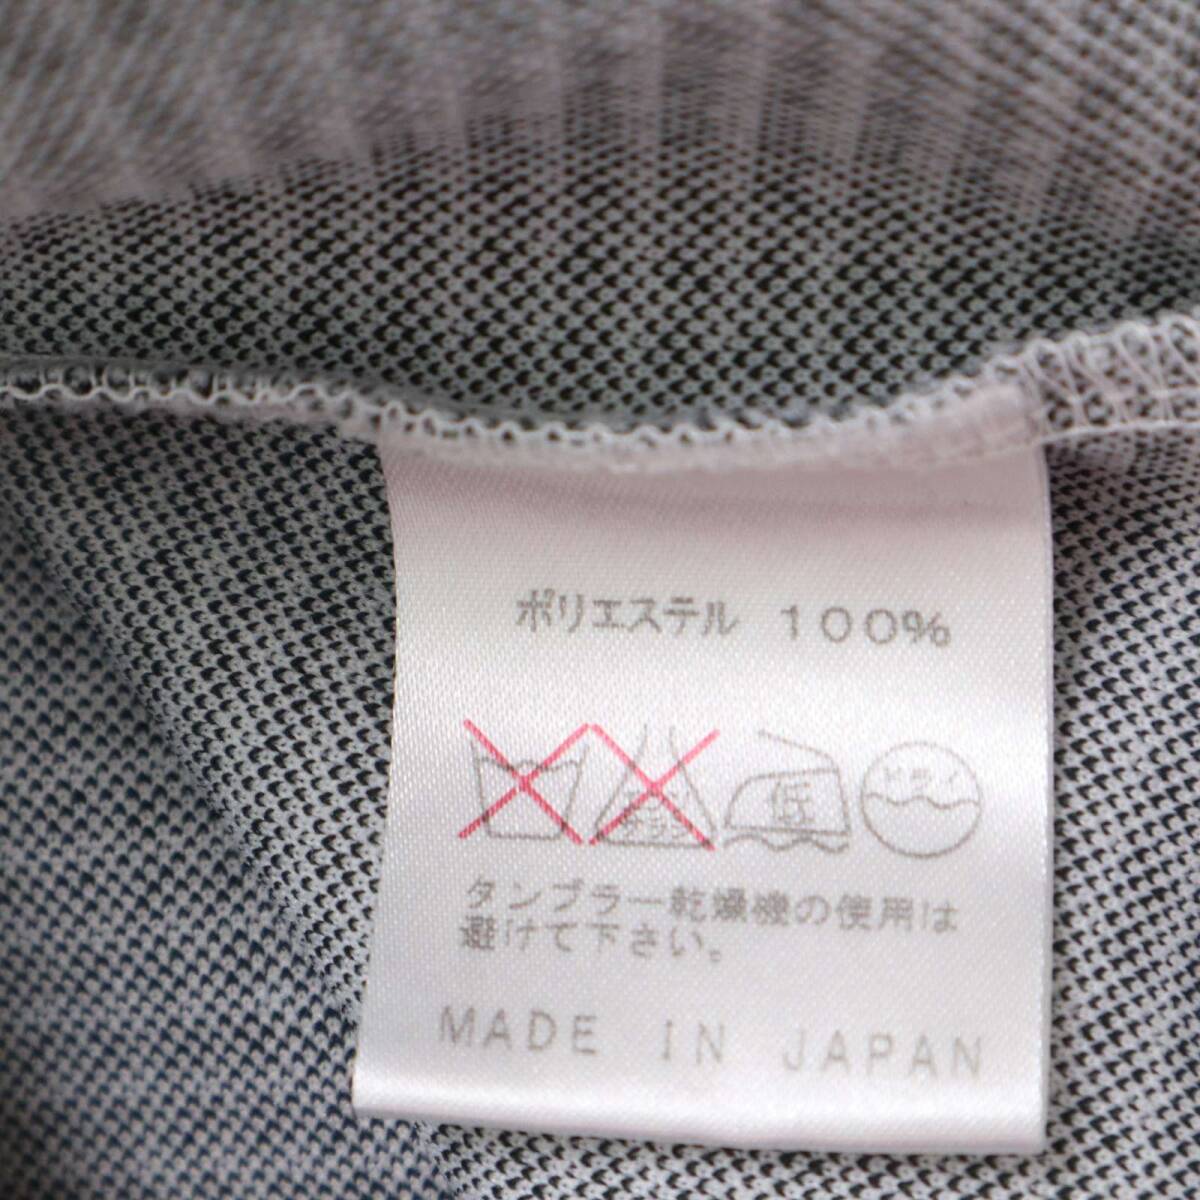 ポリエステル 100%
低
ドライ
タンブラー乾燥機の使用は
避けて下さい。
MADE IN JAPAN